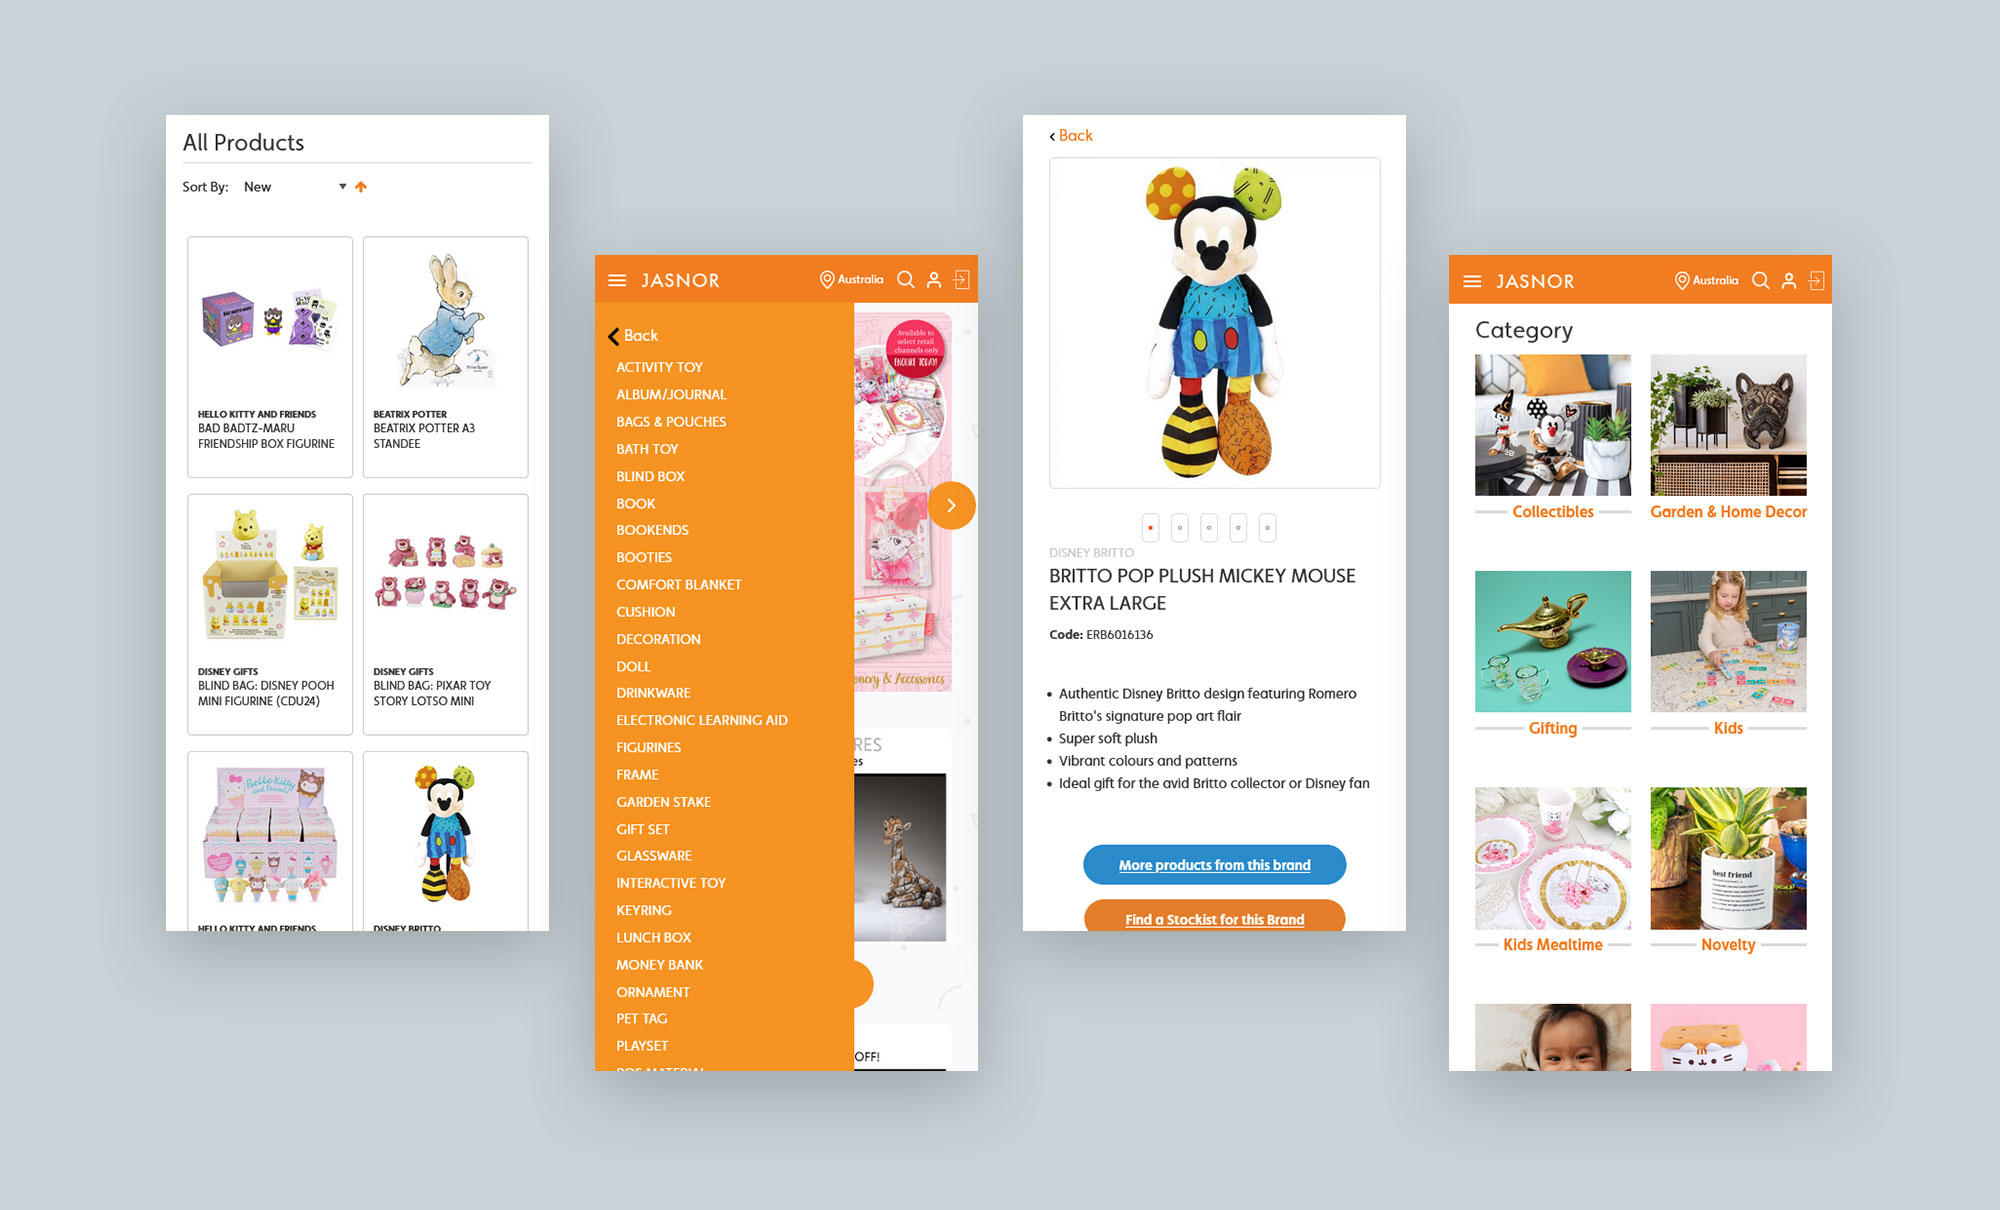 All Products
Sort By: New
HELLO KITTY AND FRIENDS
BAD BADTZ-MARU
FRIENDSHIP BOX FIGURINE
BEATRIX POTTER
BEATRIX POTTER A3
STANDEE
DISNEY GIFTS
BLIND BAG: DISNEY POOH
MINI FIGURINE (CDU24)
DISNEY GIFTS
BLIND BAG: PIXAR TOY
STORY LOTSO MINI
Hello Kitty
and Friends
HELLO KITTY AND FRIENDS
DISNEY BRITTO
JASNOR
Australia
Back
ACTIVITY TOY
ALBUM/JOURNAL
BAGS & POUCHES
BATH TOY
BLIND BOX
BOOK
BOOKENDS
BOOTIES
COMFORT BLANKET
CUSHION
DECORATION
DOLL
DRINKWARE
ELECTRONIC LEARNING AID
FIGURINES
FRAME
GARDEN STAKE
GIFT SET
GLASSWARE
INTERACTIVE TOY
KEYRING
LUNCH BOX
MONEY BANK
ORNAMENT
PET TAG
PLAYSET
POS MATERIAL
Available to
select retail
channels only
ENQUIRE TODAY!
onery & Accessories
RES
es
OFF!
Back
DISNEY BRITTO
BRITTO POP PLUSH MICKEY MOUSE
EXTRA LARGE
Code: ERB6016136
• Authentic Disney Britto design featuring Romero
Britto's signature pop art flair
• Super soft plush
• Vibrant colours and patterns
• Ideal gift for the avid Britto collector or Disney fan
More products from this brand
Find a Stockist for this Brand
JASNOR
Australia
Category
Collectibles
Garden & Home Decor
Gifting
Kids
best friend
Kids Mealtime
Novelty